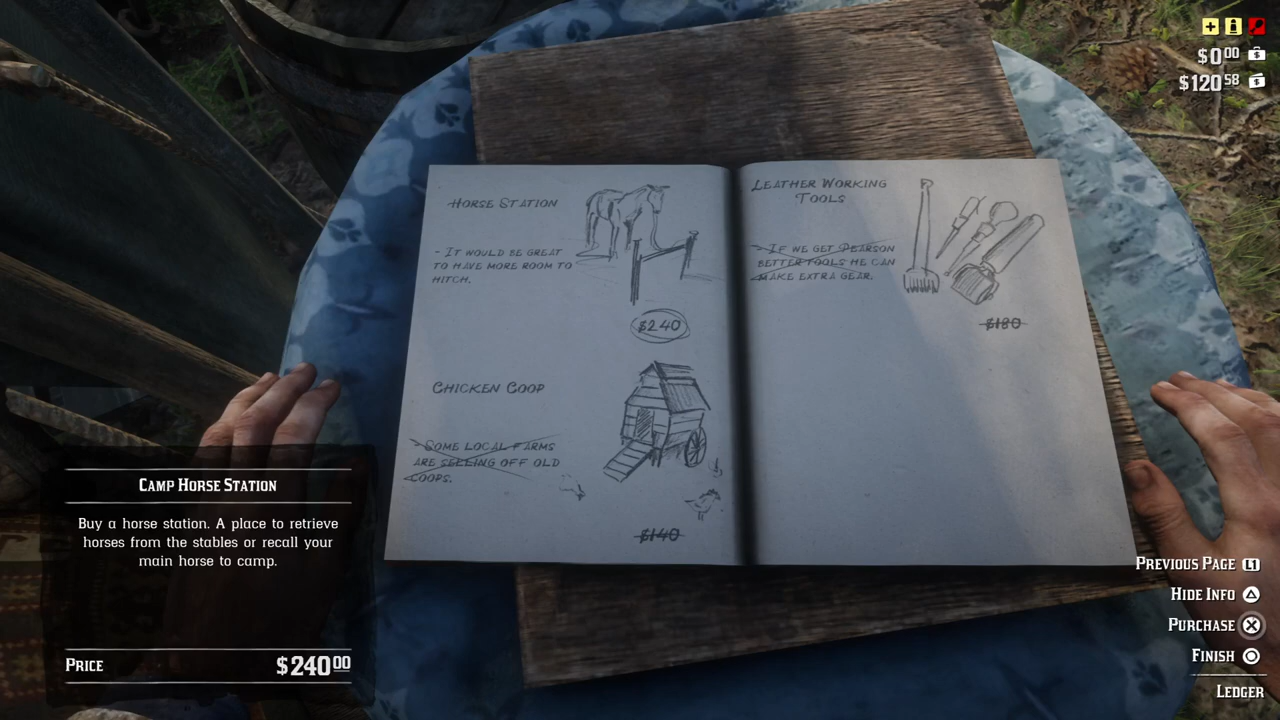 $0.00
$120.58
HORSE STATION
- IT WOULD BE GREAT
TO HAVE MORE ROOM TO
HITCH.
$240
CHICKEN COOP
- SOME LOCAL FARMS
ARE SELLING OFF OLD
COOPS.
$140
LEATHER WORKING
TOOLS
- IF WE GET PEARSON
BETTER TOOLS HE CAN
MAKE EXTRA GEAR.
$180
CAMP HORSE STATION
Buy a horse station. A place to retrieve
horses from the stables or recall your
main horse to camp.
PRICE $240.00
PREVIOUS PAGE L1
HIDE INFO
PURCHASE
FINISH
LEDGER